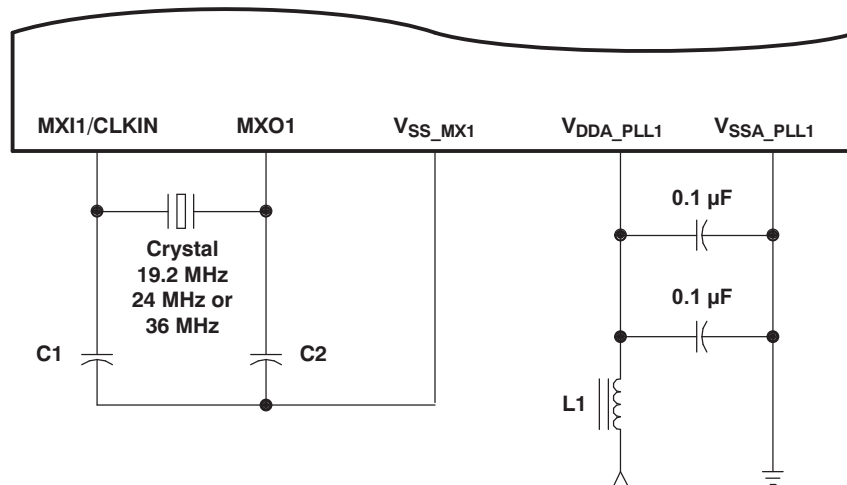 MXI1/CLKIN
MXO1
VSS_MX1
VDDA_PLL1
VSSA_PLL1
0.1 µF
Crystal
19.2 MHz
24 MHz or
36 MHz
0.1 µF
C1
C2
L1